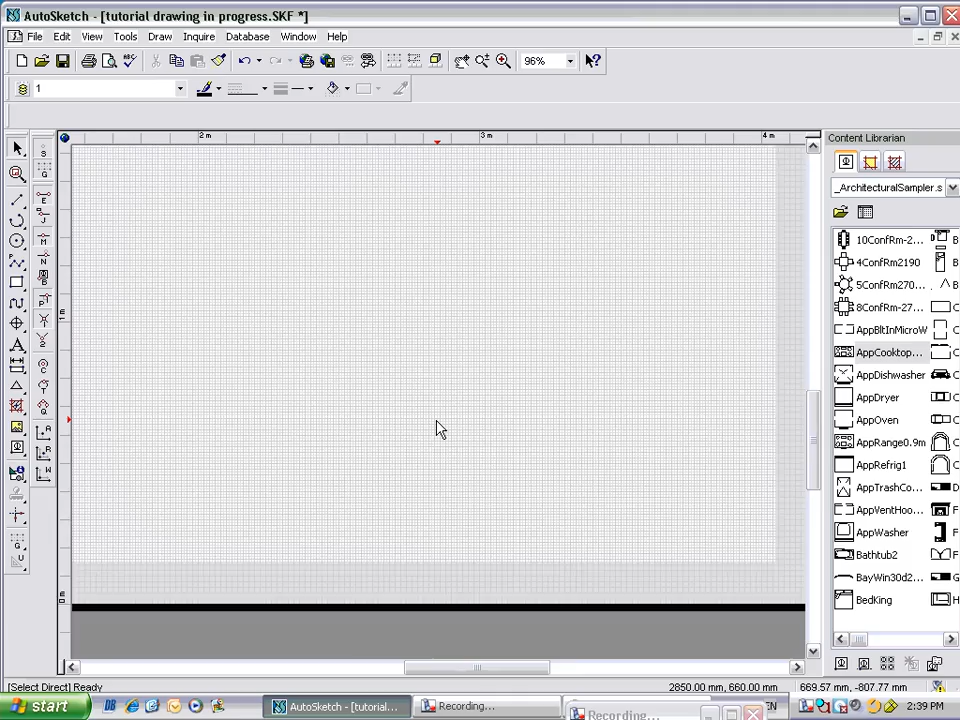 AutoSketch - [tutorial drawing in progress.SKF *]
File Edit View Tools Draw Inquire Database Window Help
96%
1
2 m 3 m 4 m
Content Librarian
_ArchitecturalSampler.s
10ConfRm-2...
4ConfRm2190
5ConfRm270...
8ConfRm-27...
AppBltInMicroW
AppCooktop...
AppDishwasher
AppDryer
AppOven
AppRange0.9m
AppRefrig1
AppTrashCo...
AppVentHoo...
AppWasher
Bathtub2
BayWin30d2...
BedKing
[Select Direct] Ready
2850.00 mm, 660.00 mm
669.57 mm, -807.77 mm
start
AutoSketch - [tutorial...
Recording...
Recording...
EN
2:39 PM